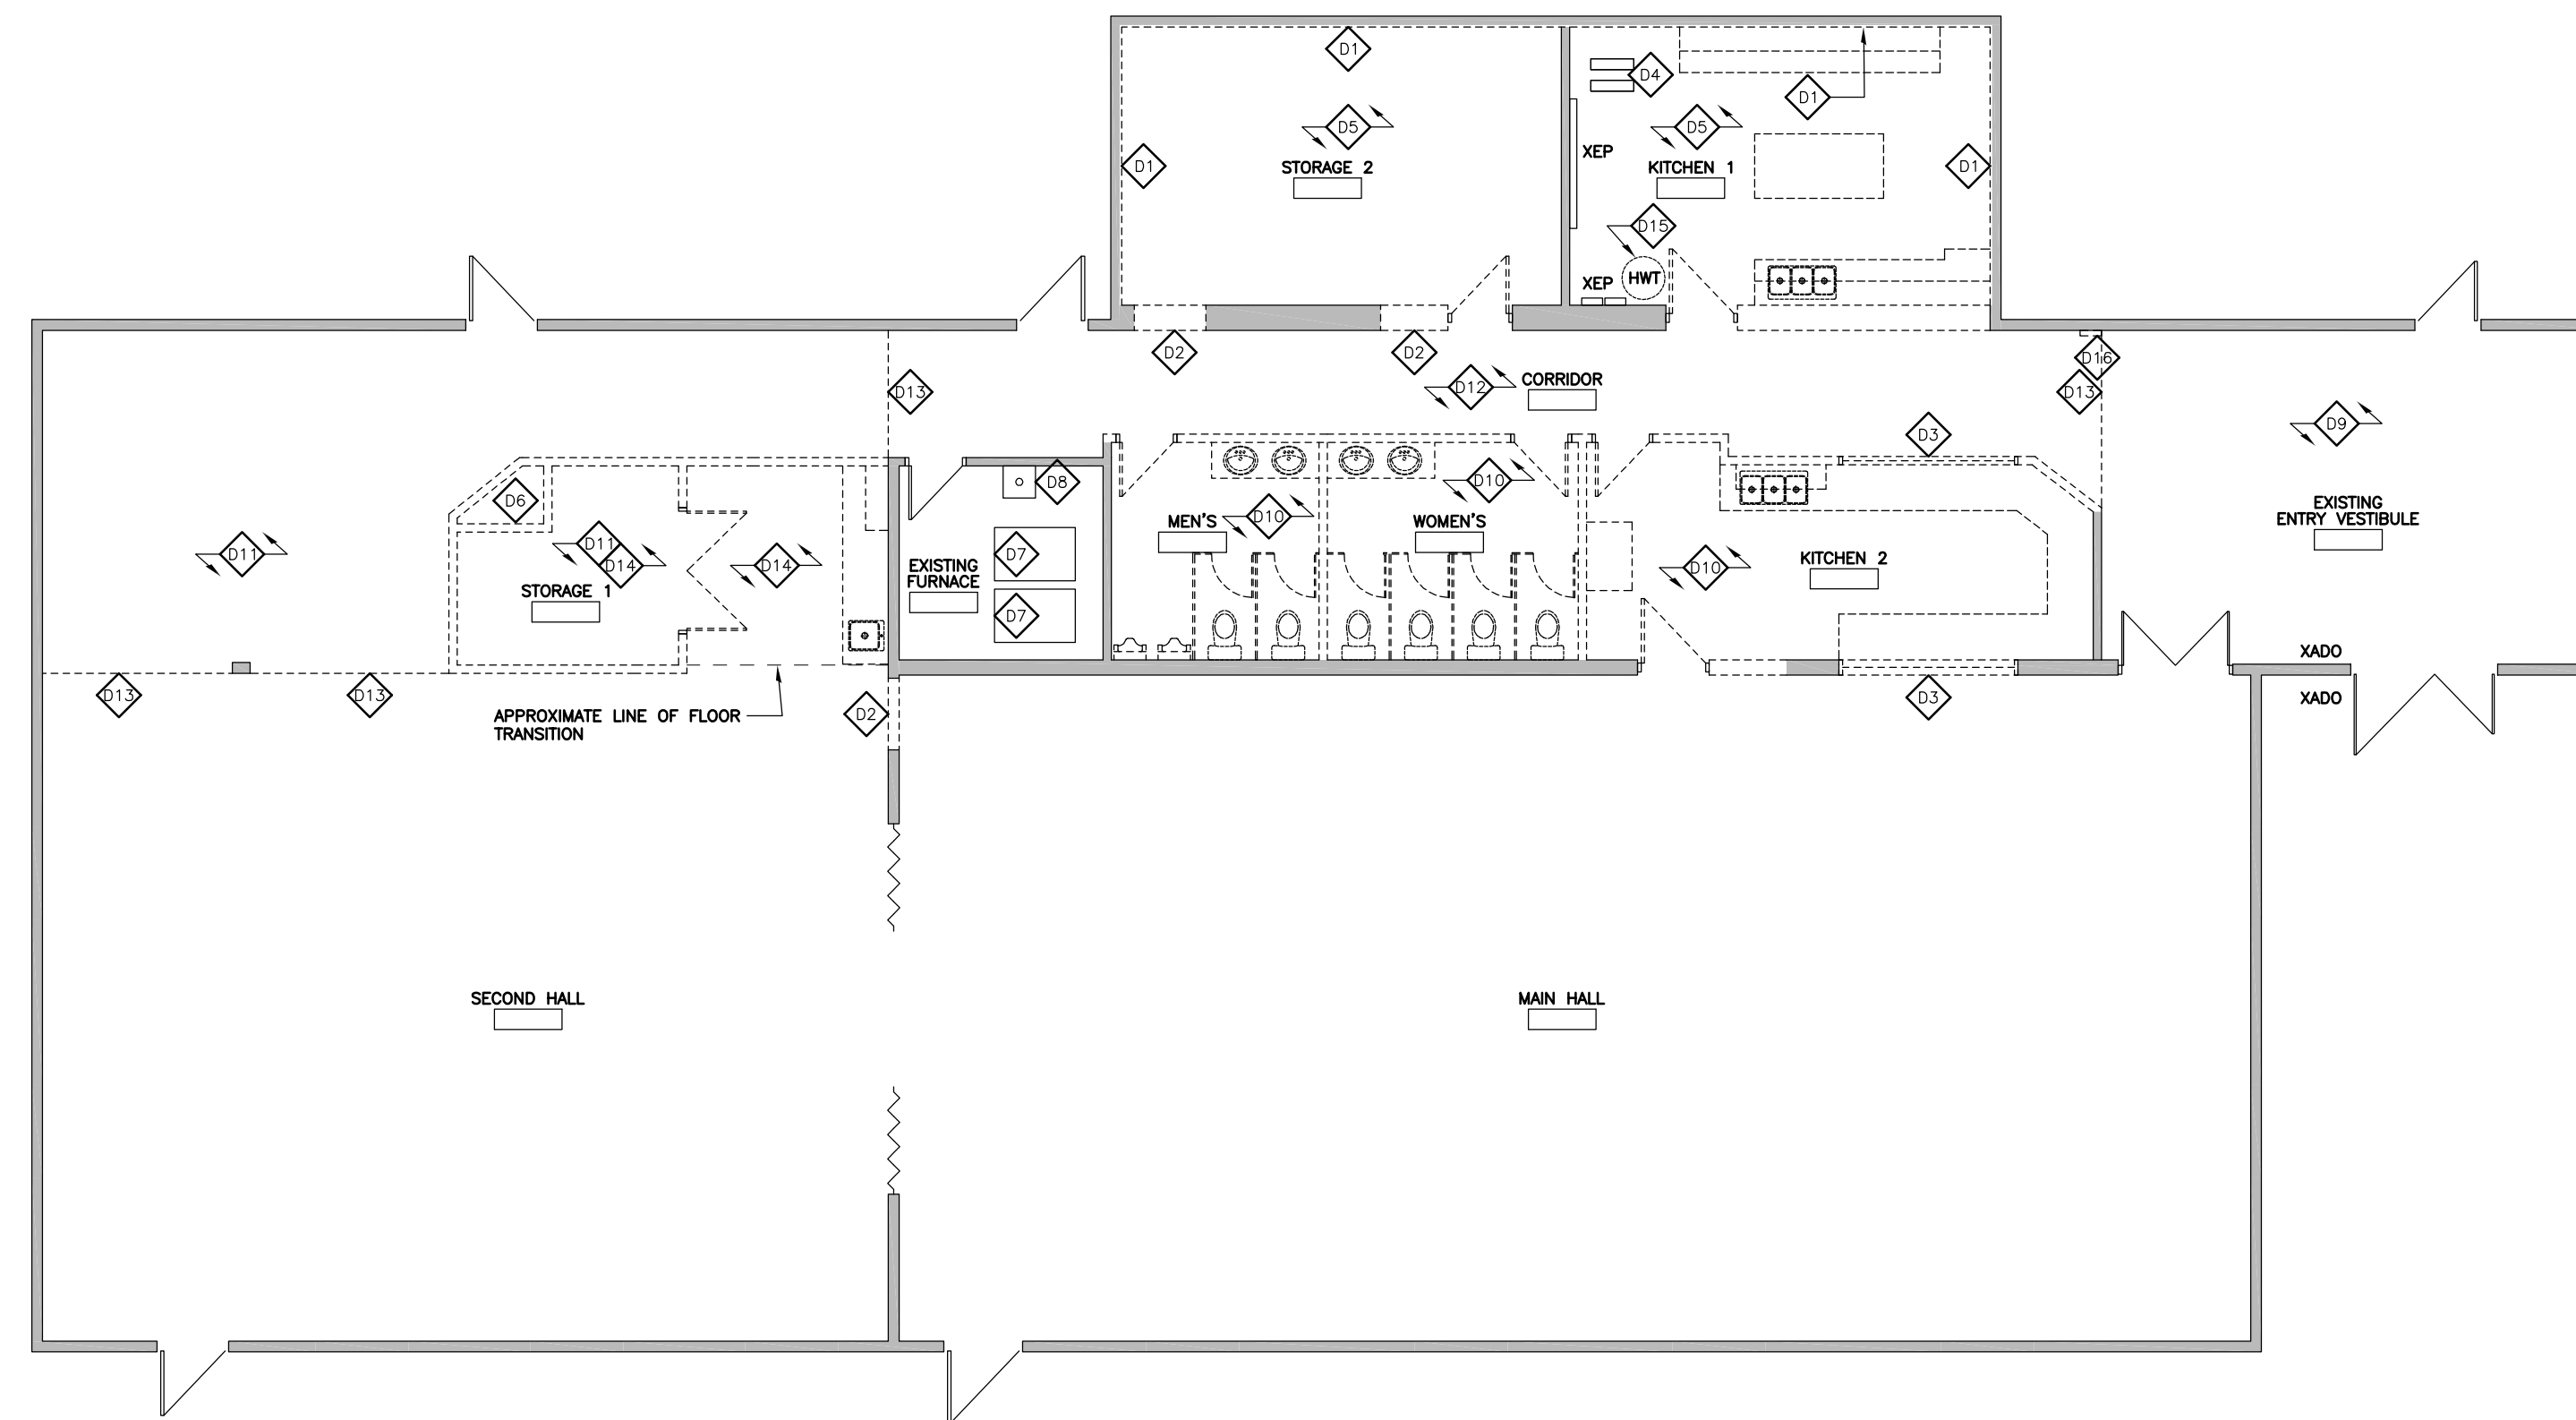 D1
D4
D1
D5
D5
XEP
STORAGE 2
KITCHEN 1
D1
D1
D15
XEP
HWT
D2
D2
D16
D13
D12
CORRIDOR
D13
D9
D3
D6
D8
D10
D10
MEN'S
WOMEN'S
EXISTING
ENTRY VESTIBULE
D11
D11
D14
D14
D7
EXISTING
FURNACE
D10
KITCHEN 2
STORAGE 1
D7
XADO
D13
D13
D3
XADO
APPROXIMATE LINE OF FLOOR
TRANSITION
D2
SECOND HALL
MAIN HALL